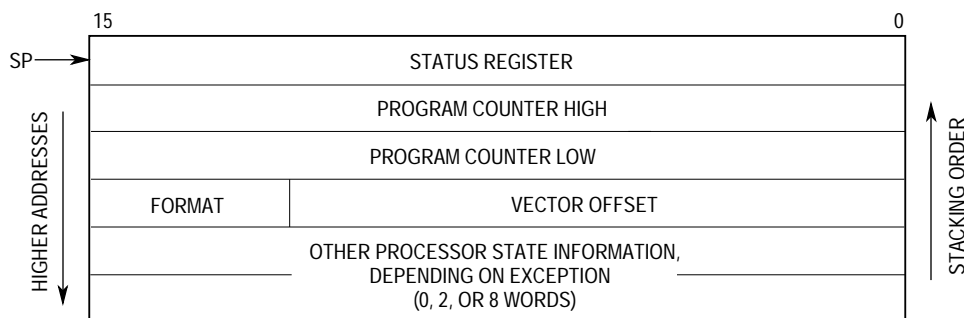 15 0
SP
STATUS REGISTER
PROGRAM COUNTER HIGH
PROGRAM COUNTER LOW
FORMAT VECTOR OFFSET
OTHER PROCESSOR STATE INFORMATION,
DEPENDING ON EXCEPTION
(0, 2, OR 8 WORDS)
HIGHER ADDRESSES
STACKING ORDER